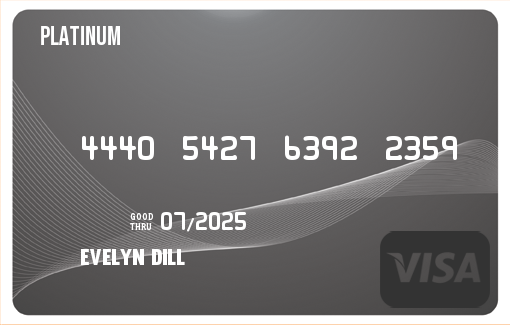 PLATINUM
4440 5427 6392 2359
GOOD THRU 07/2025
EVELYN DILL
VISA